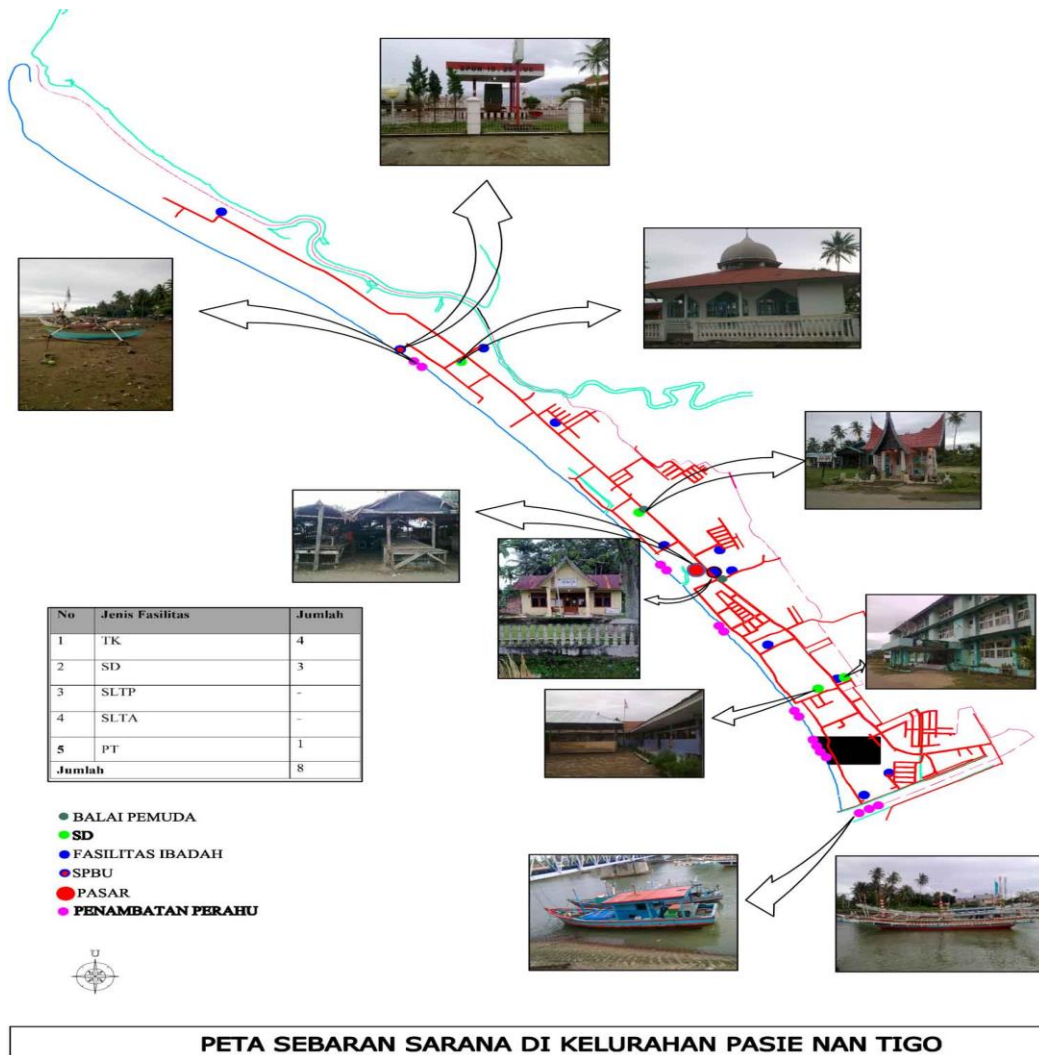 No Jenis Fasilitas Jumlah
1 TK 4
2 SD 3
3 SLTP -
4 SLTA -
5 PT 1
Jumlah 8
BALAI PEMUDA
SD
FASILITAS IBADAH
SPBU
PASAR
PENAMBATAN PERAHU
U
PETA SEBARAN SARANA DI KELURAHAN PASIE NAN TIGO